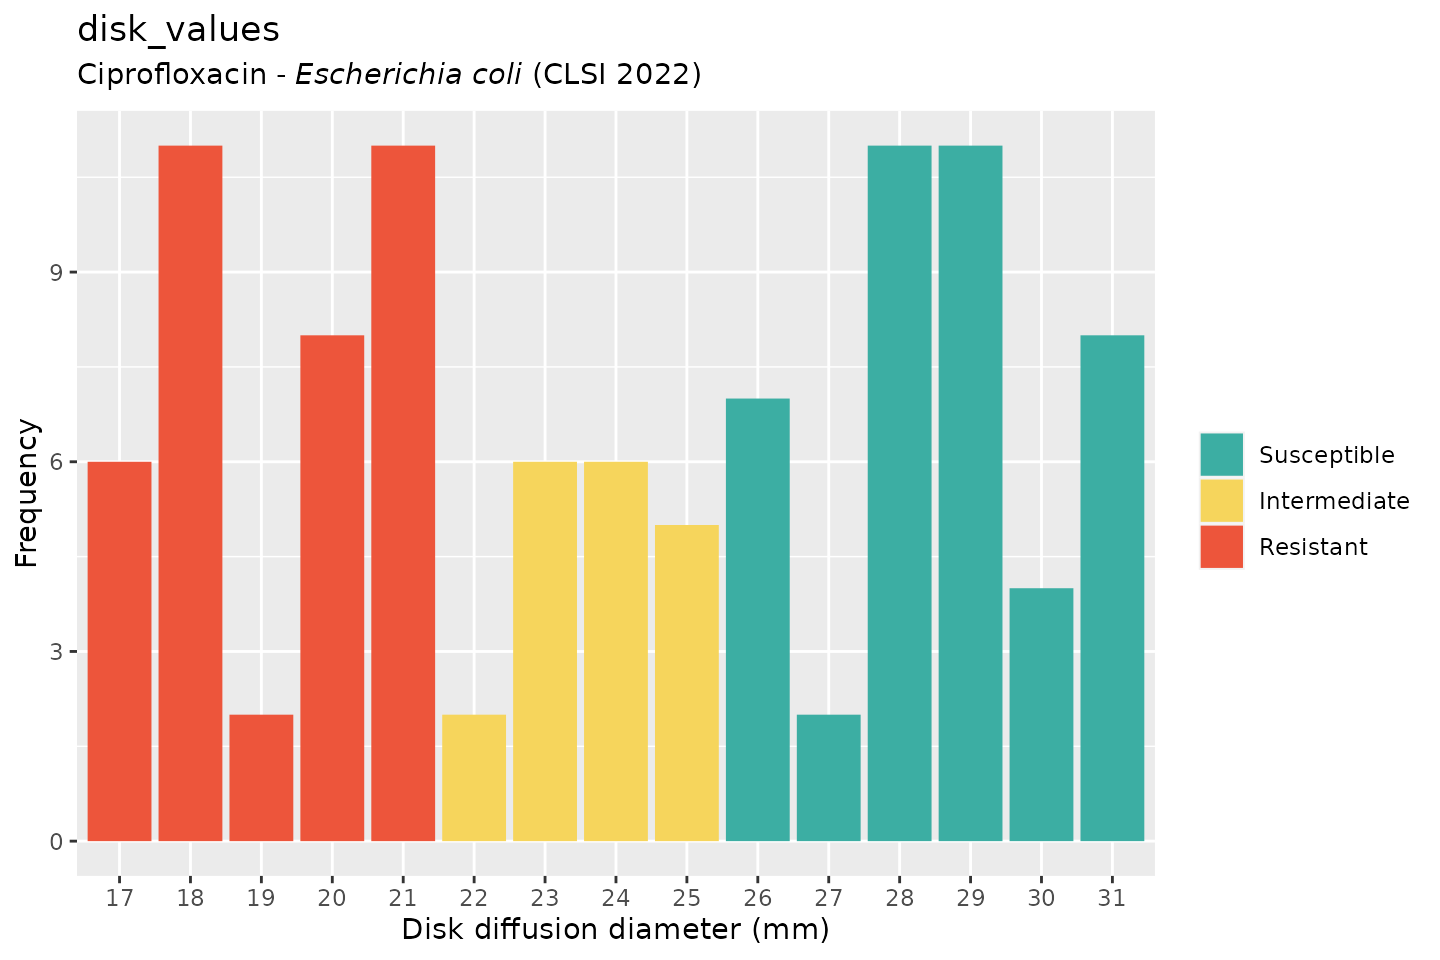 disk_values
Ciprofloxacin - Escherichia coli (CLSI 2022)
Frequency
9
6
3
0
17 18 19 20 21 22 23 24 25 26 27 28 29 30 31
Disk diffusion diameter (mm)
Susceptible
Intermediate
Resistant